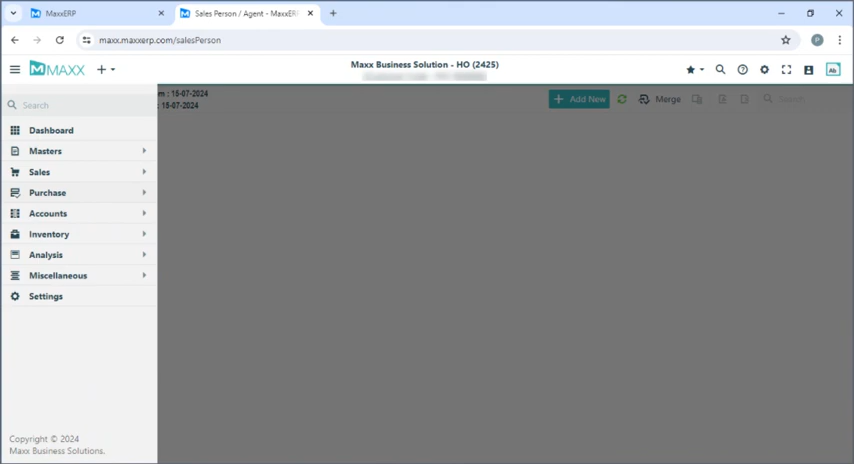 MaxxERP
Sales Person / Agent - MaxxERP
maxx.maxxerp.com/salesPerson
MAXX
Maxx Business Solution - HO (2425)
Ab
Search
m : 15-07-2024
: 15-07-2024
Add New
Merge
Search
Dashboard
Masters
Sales
Purchase
Accounts
Inventory
Analysis
Miscellaneous
Settings
Copyright © 2024
Maxx Business Solutions.